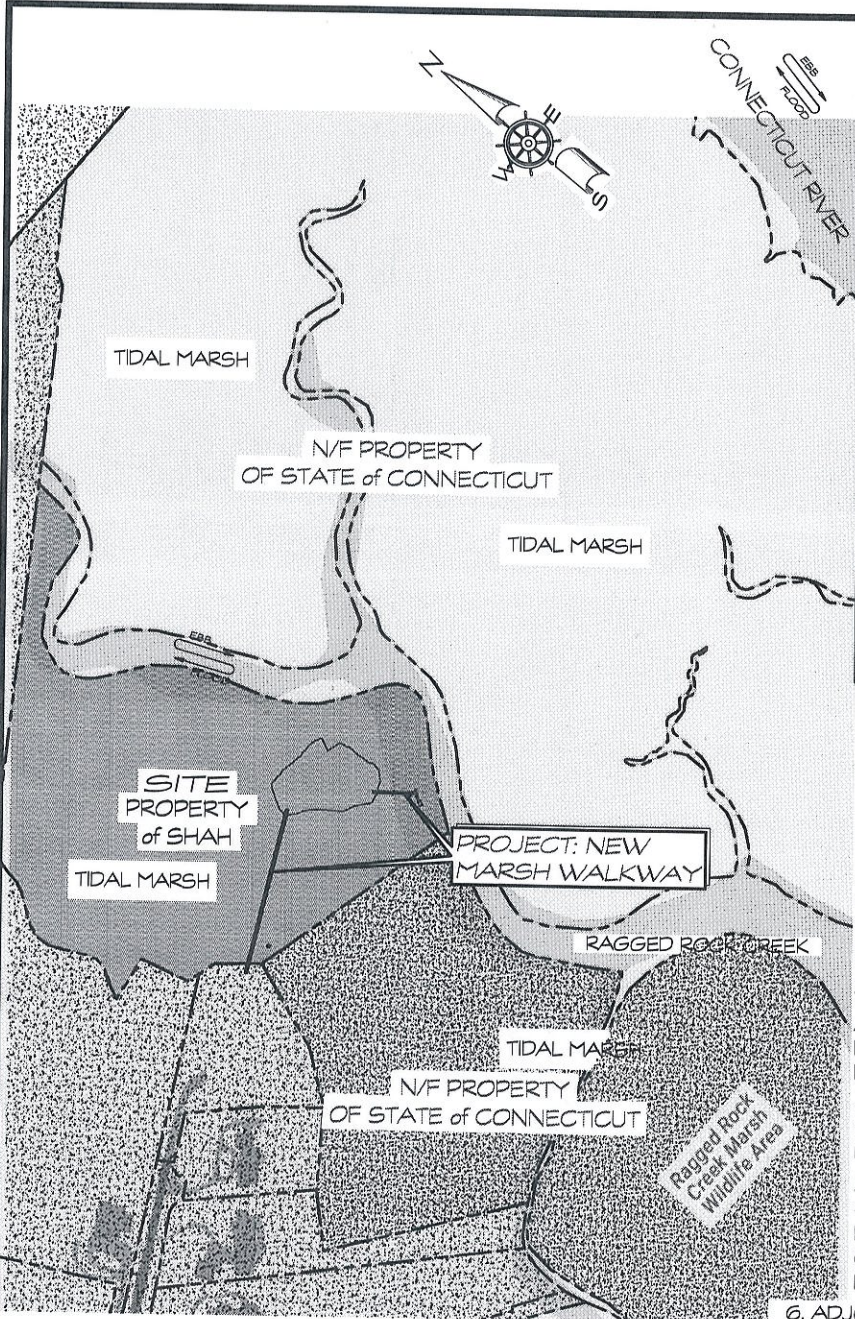 N
E
W
S
EBB
FLOOD
CONNECTICUT RIVER
TIDAL MARSH
N/F PROPERTY
OF STATE of CONNECTICUT
TIDAL MARSH
EBB
FLOOD
SITE
PROPERTY
of SHAH
TIDAL MARSH
PROJECT: NEW
MARSH WALKWAY
RAGGED ROCK CREEK
TIDAL MARSH
N/F PROPERTY
OF STATE of CONNECTICUT
Ragged Rock
Creek Marsh
Wildlife Area